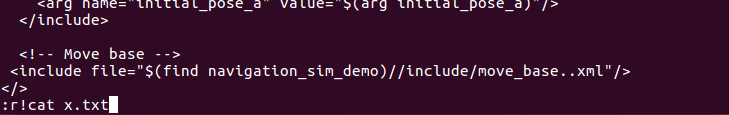 <arg name="initial_pose_a" value="$(arg initial_pose_a)"/>
</include>
<!-- Move base -->
<include file="$(find navigation_sim_demo)//include/move_base..xml"/>
</>
:r!cat x.txt